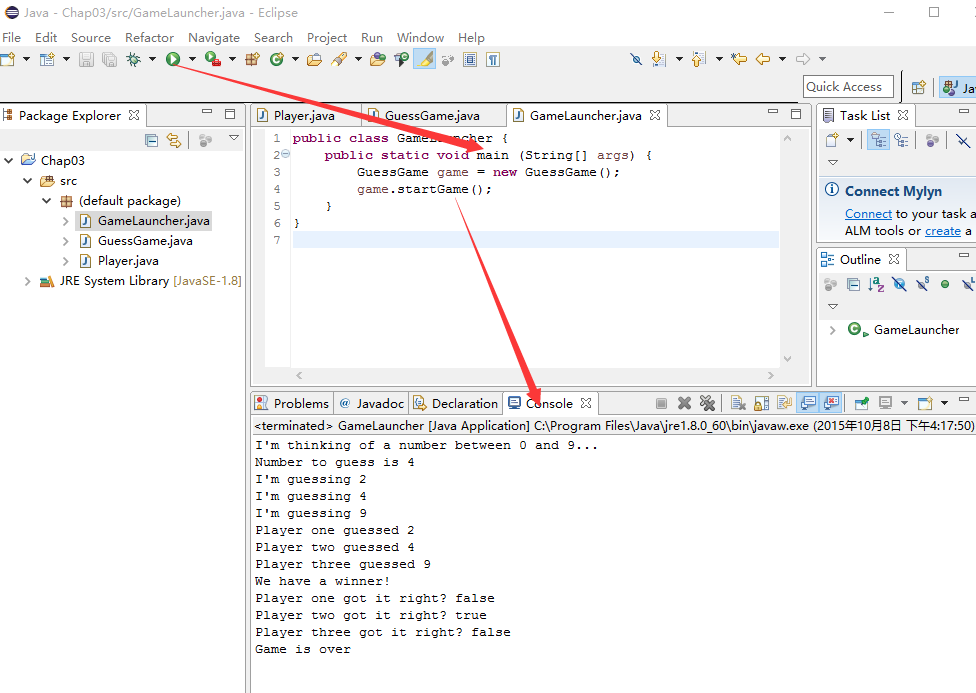 Java - Chap03/src/GameLauncher.java - Eclipse
File Edit Source Refactor Navigate Search Project Run Window Help
Quick Access
Ja
Package Explorer
Player.java GuessGame.java GameLauncher.java
Task List
Chap03
src
(default package)
GameLauncher.java
GuessGame.java
Player.java
JRE System Library [JavaSE-1.8]
1 public class GameLauncher {
2 public static void main (String[] args) {
3 GuessGame game = new GuessGame();
4 game.startGame();
5 }
6 }
7
Connect Mylyn
Connect to your task a
ALM tools or create a
Outline
GameLauncher
Problems @ Javadoc Declaration Console
<terminated> GameLauncher [Java Application] C:\Program Files\Java\jre1.8.0_60\bin\javaw.exe (2015年10月8日 下午4:17:50)
I'm thinking of a number between 0 and 9...
Number to guess is 4
I'm guessing 2
I'm guessing 4
I'm guessing 9
Player one guessed 2
Player two guessed 4
Player three guessed 9
We have a winner!
Player one got it right? false
Player two got it right? true
Player three got it right? false
Game is over